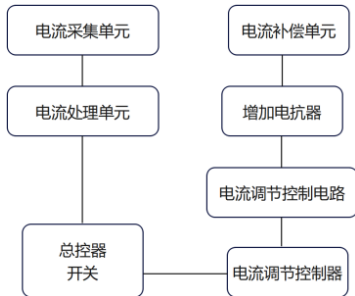 电流采集单元
电流补偿单元
电流处理单元
增加电抗器
电流调节控制电路
总控器
开关
电流调节控制器